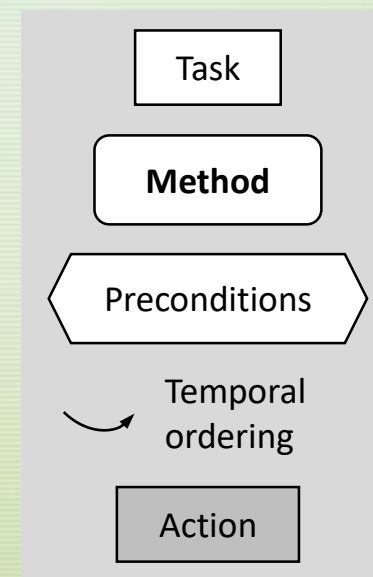 Task
Method
Preconditions
Temporal
ordering
Action